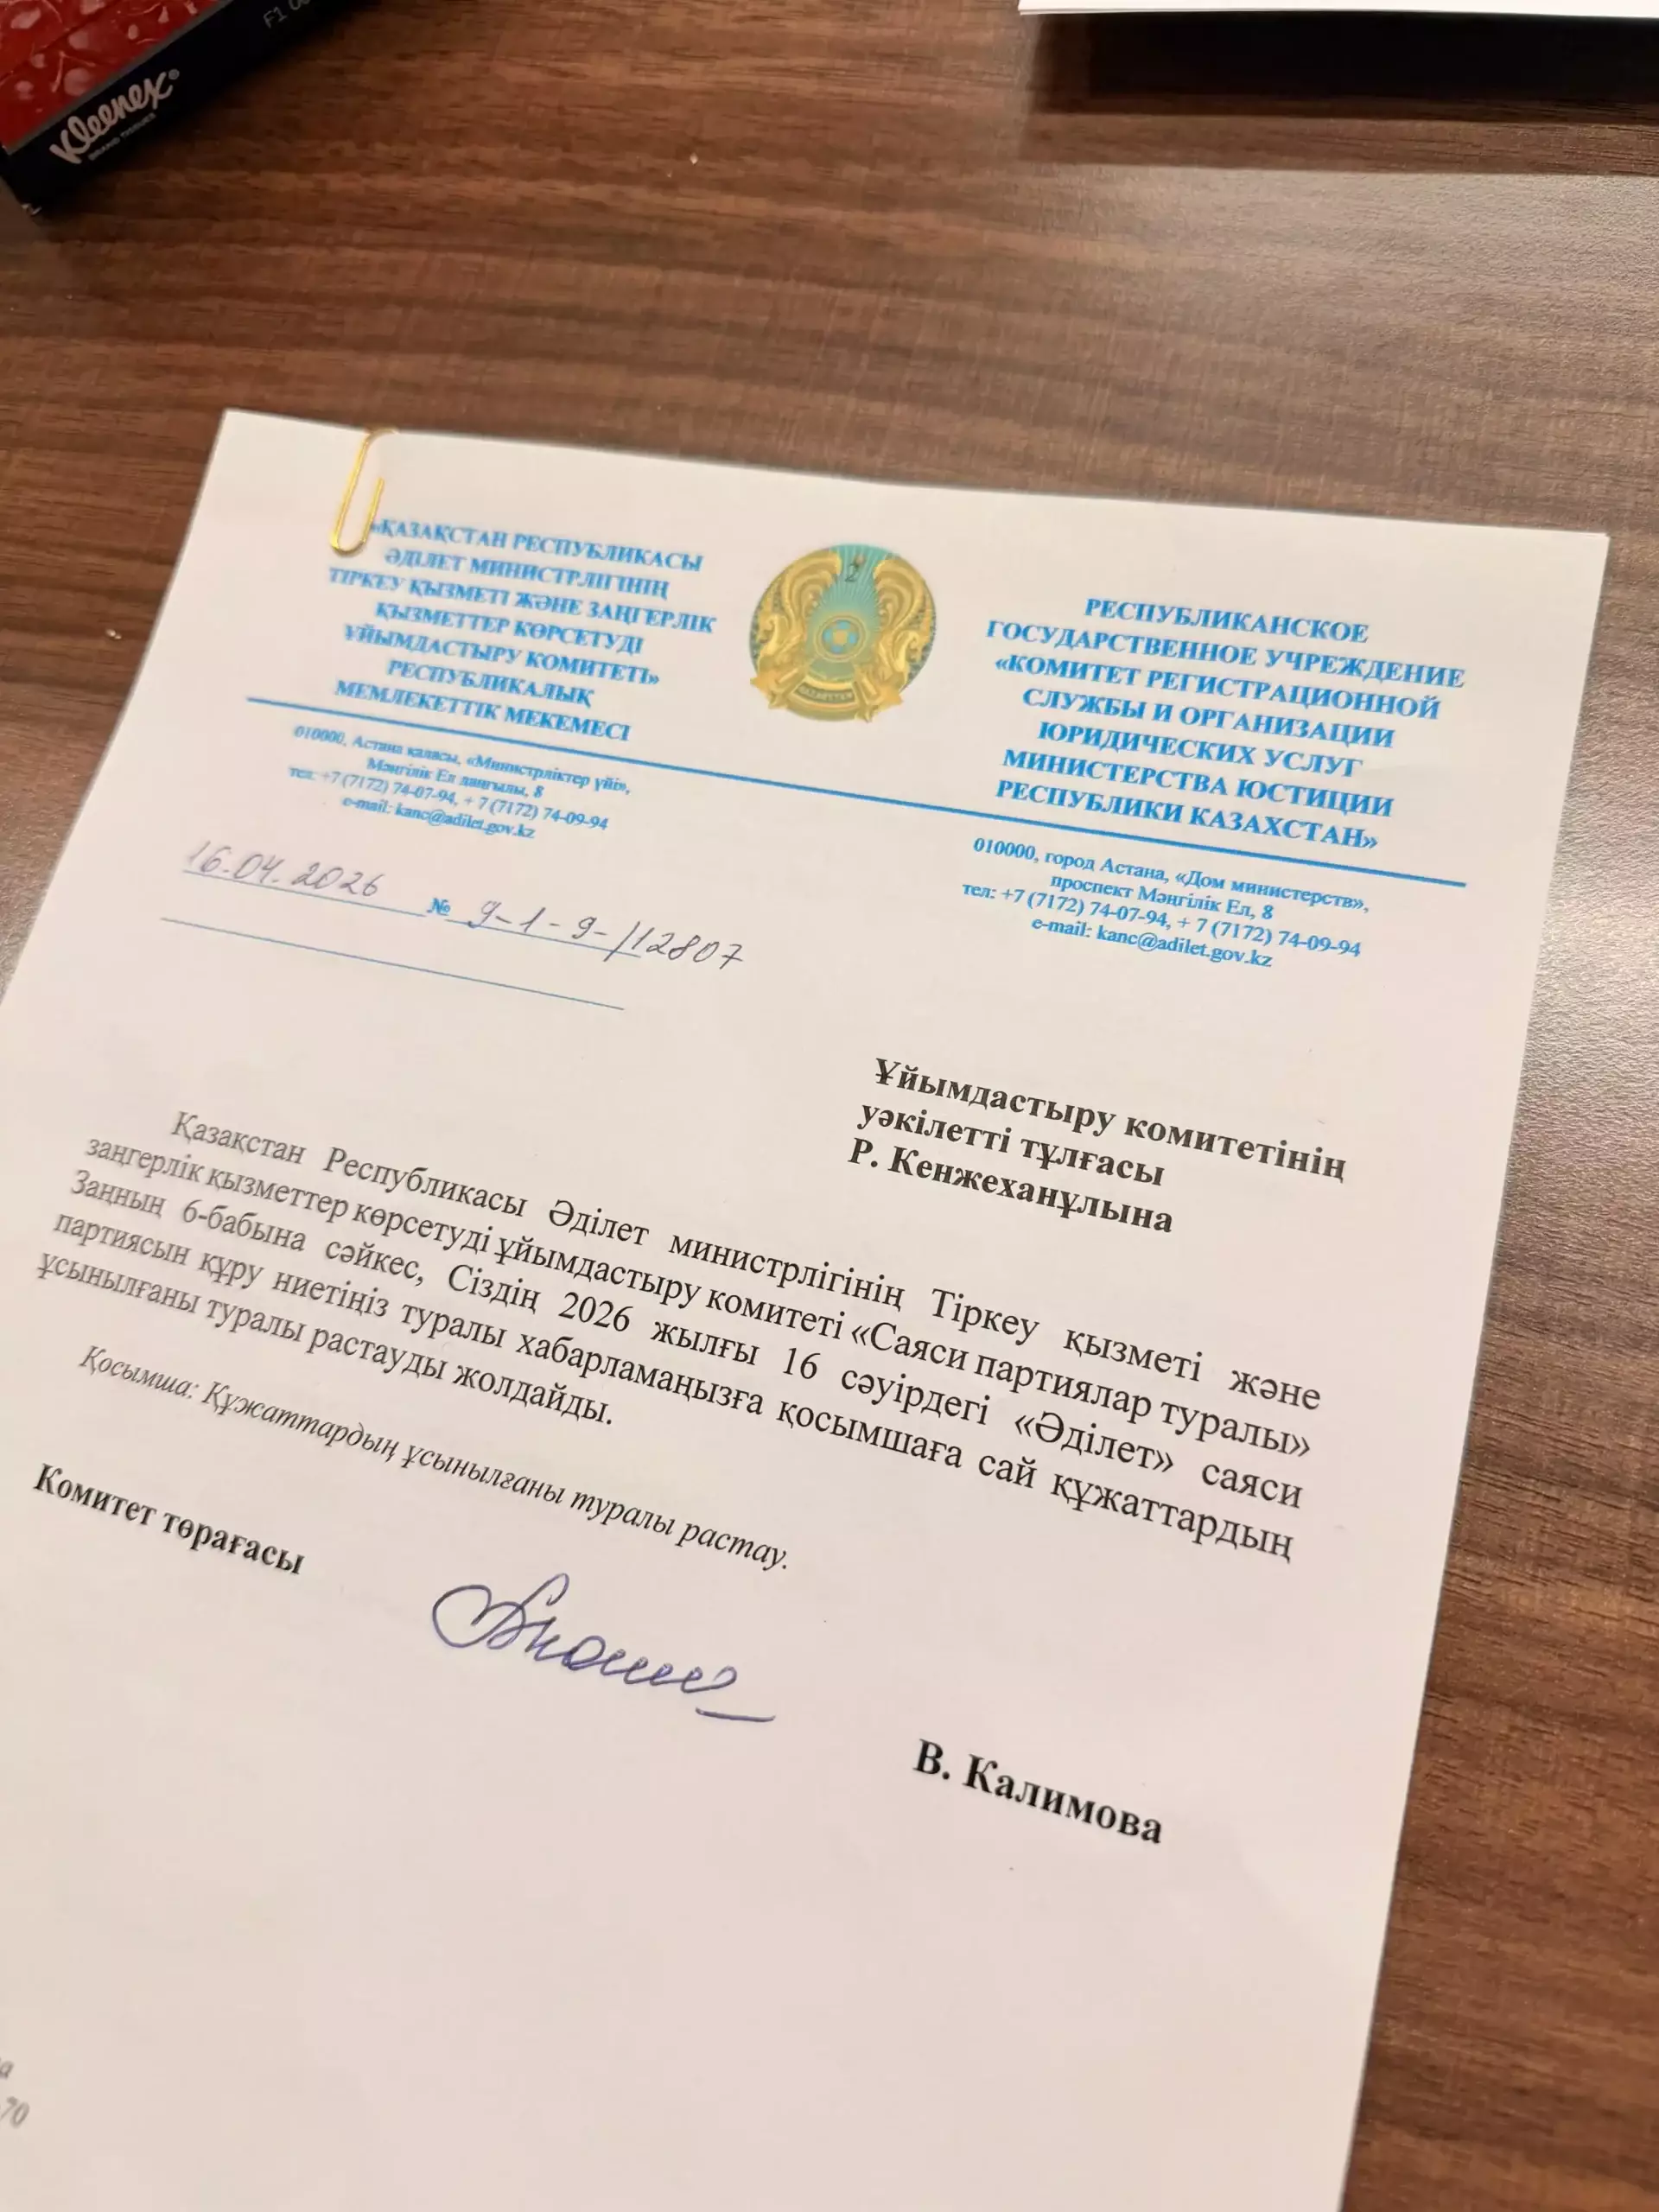 Kleenex®
BRAND TISSUES
«ҚАЗАҚСТАН РЕСПУБЛИКАСЫ
ӘДІЛЕТ МИНИСТРЛІГІНІҢ
ТІРКЕУ ҚЫЗМЕТІ ЖӘНЕ ЗАҢГЕРЛІК
ҚЫЗМЕТТЕР КӨРСЕТУДІ
ҰЙЫМДАСТЫРУ КОМИТЕТІ»
РЕСПУБЛИКАЛЫҚ
МЕМЛЕКЕТТІК МЕКЕМЕСІ
010000, Астана қаласы, «Министрліктер үйі»,
Мәңгілік Ел даңғылы, 8
тел: +7 (7172) 74-07-94, + 7 (7172) 74-09-94
e-mail: kanc@adilet.gov.kz
РЕСПУБЛИКАНСКОЕ
ГОСУДАРСТВЕННОЕ УЧРЕЖДЕНИЕ
«КОМИТЕТ РЕГИСТРАЦИОННОЙ
СЛУЖБЫ И ОРГАНИЗАЦИИ
ЮРИДИЧЕСКИХ УСЛУГ
МИНИСТЕРСТВА ЮСТИЦИИ
РЕСПУБЛИКИ КАЗАХСТАН»
010000, город Астана, «Дом министерств»,
проспект Мәңгілік Ел, 8
тел: +7 (7172) 74-07-94, + 7 (7172) 74-09-94
e-mail: kanc@adilet.gov.kz
16.04.2026 № 9-1-9-/12807
Ұйымдастыру комитетінің
уәкілетті тұлғасы
Р. Кенжеханұлына
Қазақстан Республикасы Әділет министрлігінің Тіркеу қызметі және
заңгерлік қызметтер көрсетуді ұйымдастыру комитеті «Саяси партиялар туралы»
Заңның 6-бабына сәйкес, Сіздің 2026 жылғы 16 сәуірдегі «Әділет» саяси
партиясын құру ниетіңіз туралы хабарламаңызға қосымшаға сай құжаттардың
ұсынылғаны туралы растауды жолдайды.
Қосымша: Құжаттардың ұсынылғаны туралы растау.
Комитет төрағасы
В. Калимова
70